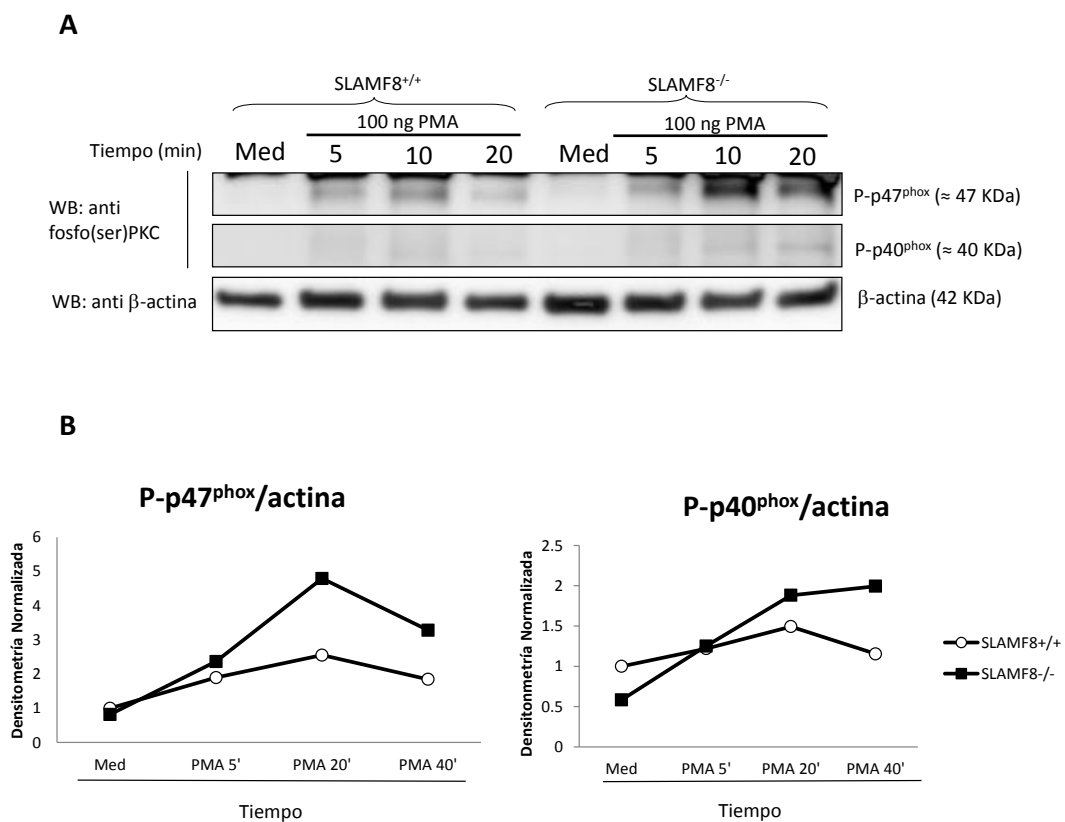 A
SLAMF8+/+
SLAMF8-/-
100 ng PMA
100 ng PMA
Tiempo (min)
Med 5 10 20 Med 5 10 20
WB: anti
fosfo(ser)PKC
P-p47phox (≈ 47 KDa)
P-p40phox (≈ 40 KDa)
WB: anti β-actina
β-actina (42 KDa)
B
P-p47phox/actina
Densitometría Normalizada
6
5
4
3
2
1
0
Med PMA 5' PMA 20' PMA 40'
Tiempo
P-p40phox/actina
Densitonmetría Normalizada
2.5
2
1.5
1
0.5
0
Med PMA 5' PMA 20' PMA 40'
Tiempo
SLAMF8+/+
SLAMF8-/-